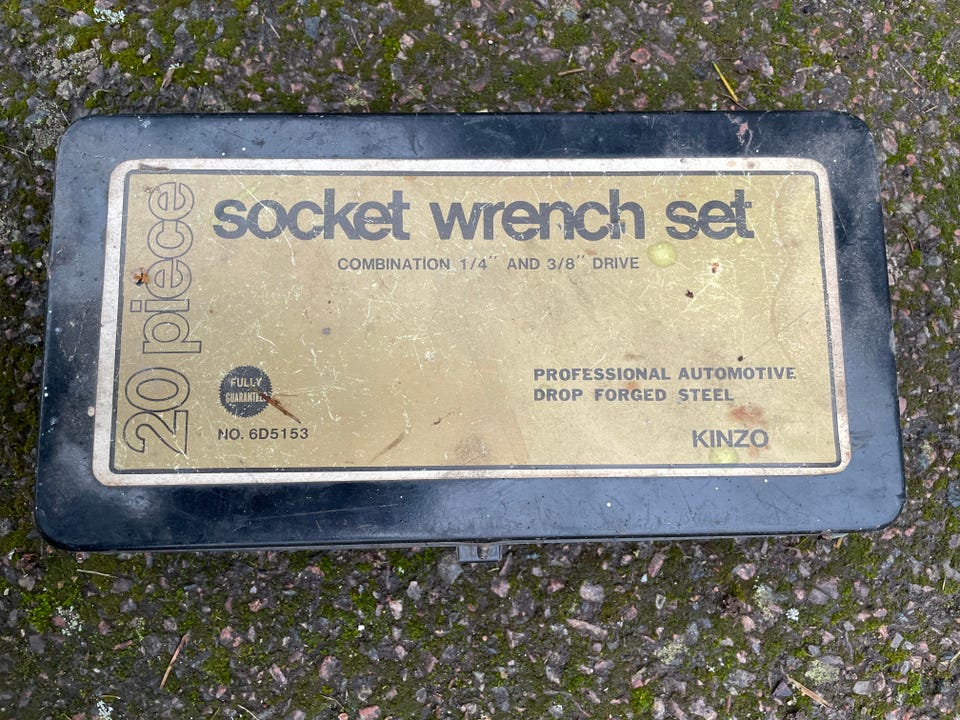 20 piece
socket wrench set
COMBINATION 1/4" AND 3/8" DRIVE
FULLY
GUARANTEED
NO. 6D5153
PROFESSIONAL AUTOMOTIVE
DROP FORGED STEEL
KINZO